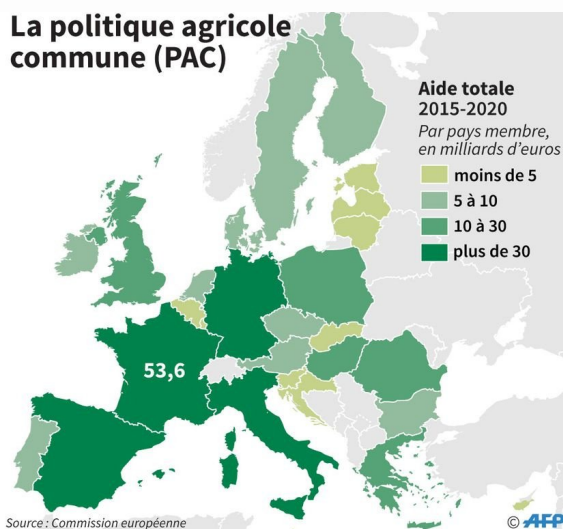 La politique agricole
commune (PAC)
Aide totale
2015-2020
Par pays membre,
en milliards d'euros
moins de 5
5 à 10
10 à 30
plus de 30
53,6
Source : Commission européenne
© AFP